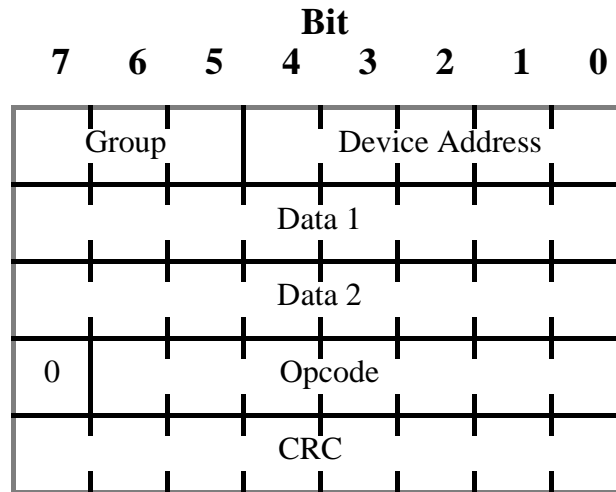 Bit
7 6 5 4 3 2 1 0
Group Device Address
Data 1
Data 2
0 Opcode
CRC